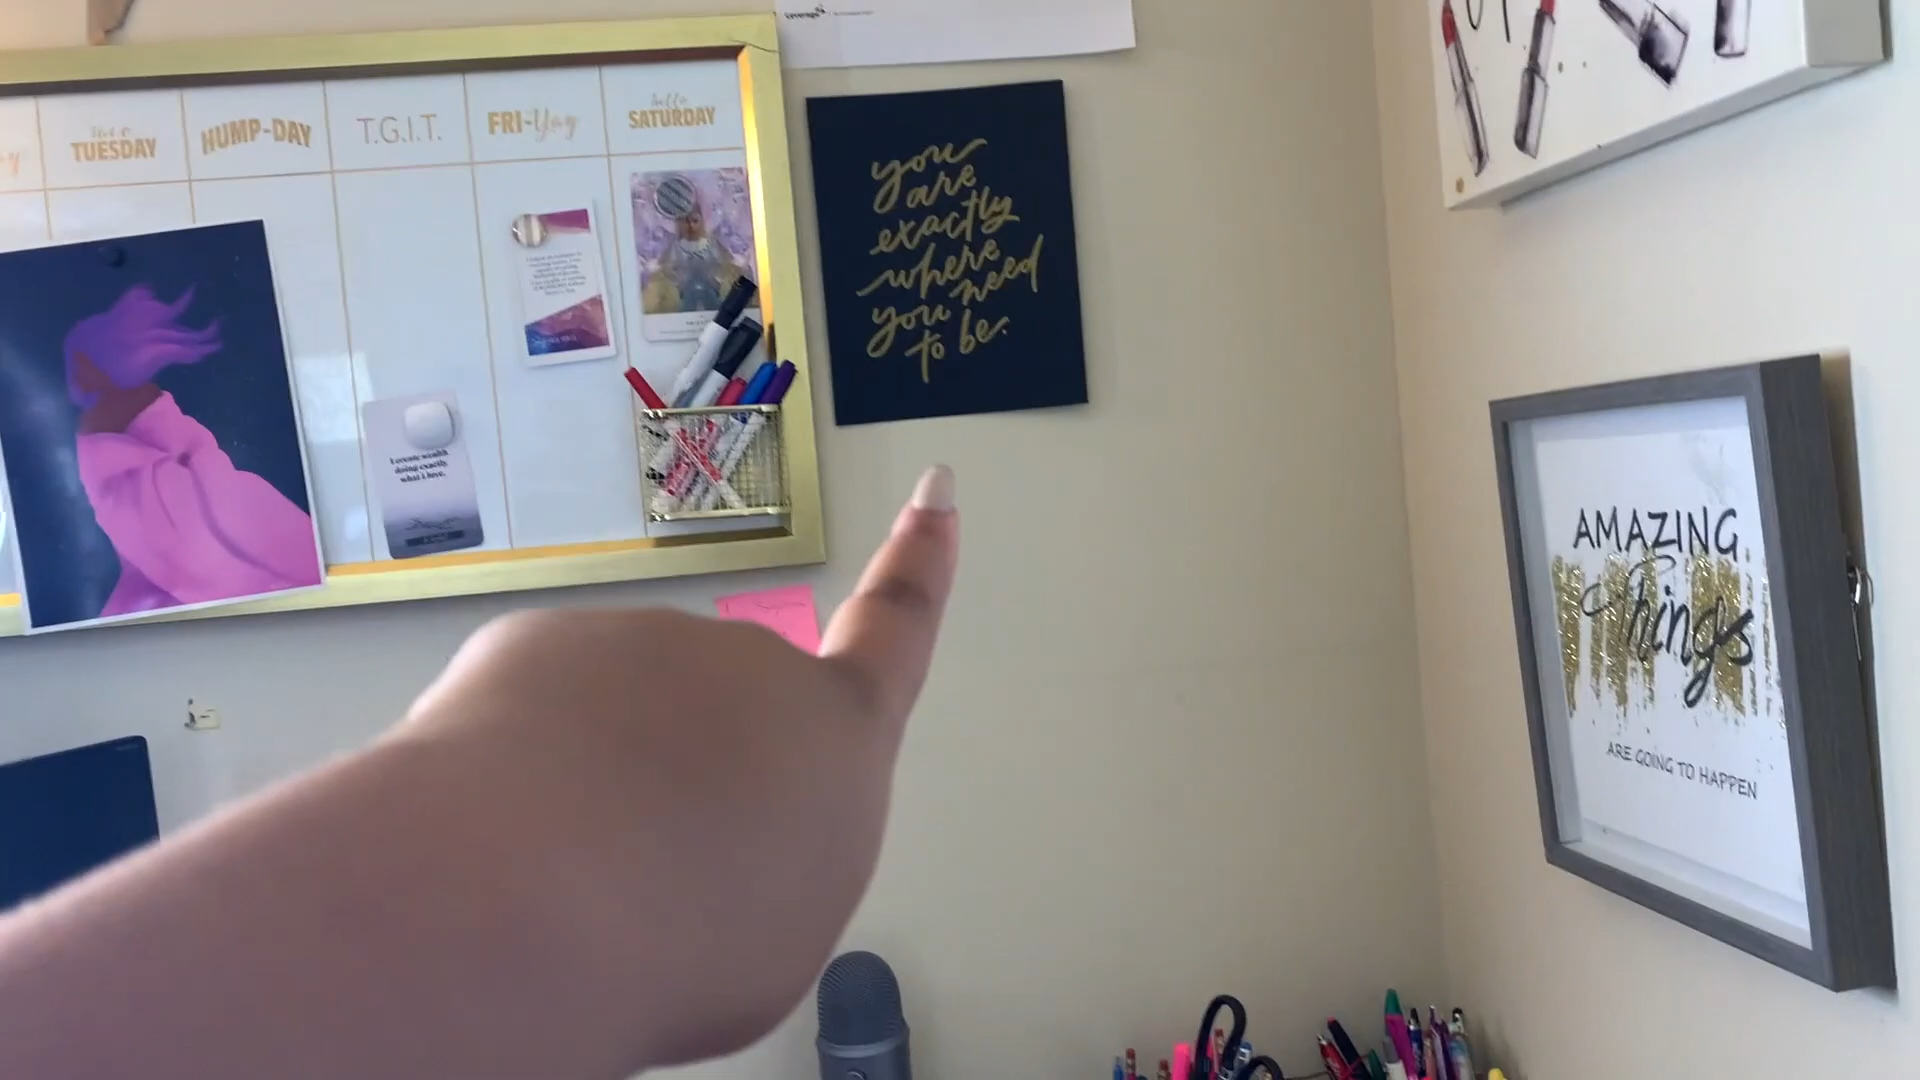 Leverage
TUESDAY
HUMP-DAY
T.G.I.T.
FRI-Yay
hello
SATURDAY
you
are
exactly
where
you need
to be.
I create wealth
doing exactly
what I love.
AMAZING
Things
ARE GOING TO HAPPEN